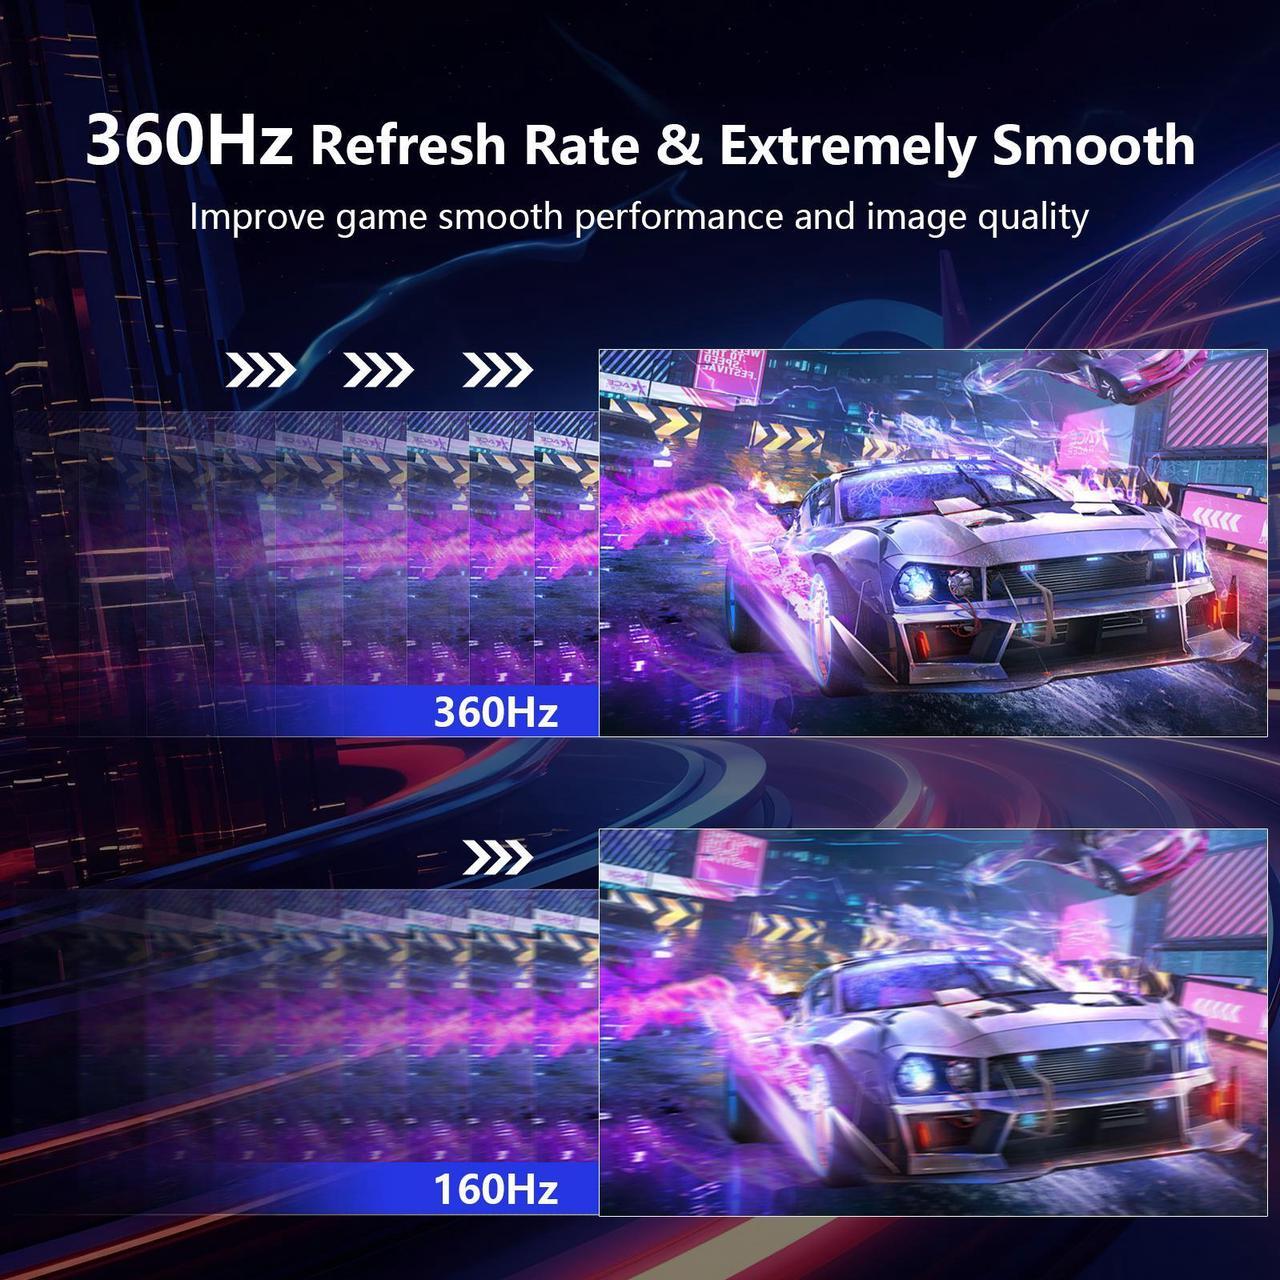 360Hz Refresh Rate & Extremely Smooth
Improve game smooth performance and image quality
360Hz
160Hz